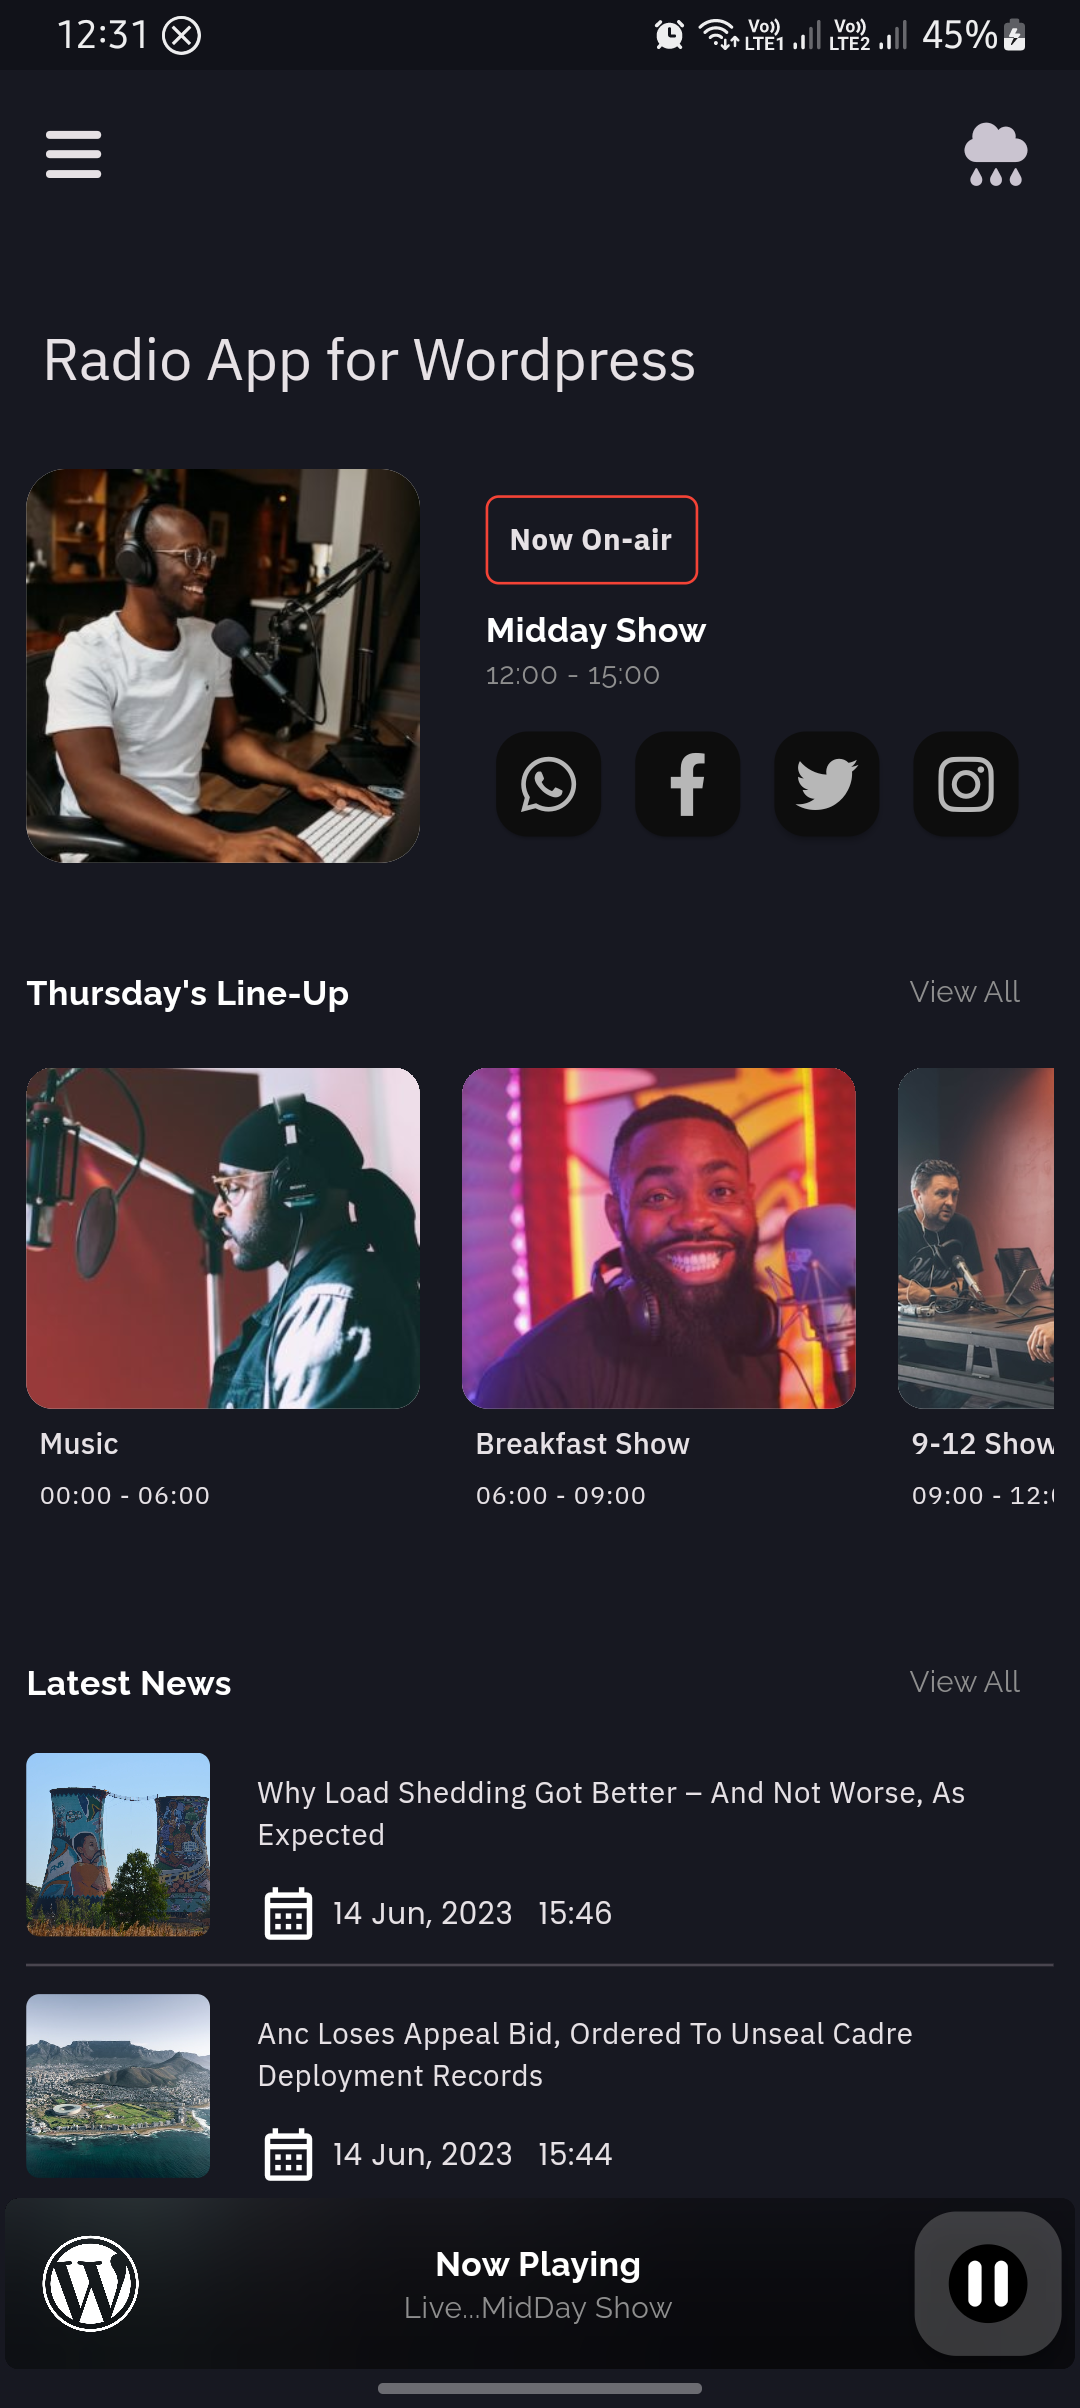 12:31
Vo)) LTE1 Vo)) LTE2 45%
Radio App for Wordpress
Now On-air
Midday Show
12:00 - 15:00
Thursday's Line-Up View All
Music Breakfast Show 9-12 Show
00:00 - 06:00 06:00 - 09:00 09:00 - 12:0
Latest News View All
Why Load Shedding Got Better – And Not Worse, As
Expected
14 Jun, 2023 15:46
Anc Loses Appeal Bid, Ordered To Unseal Cadre
Deployment Records
14 Jun, 2023 15:44
Now Playing
Live...MidDay Show